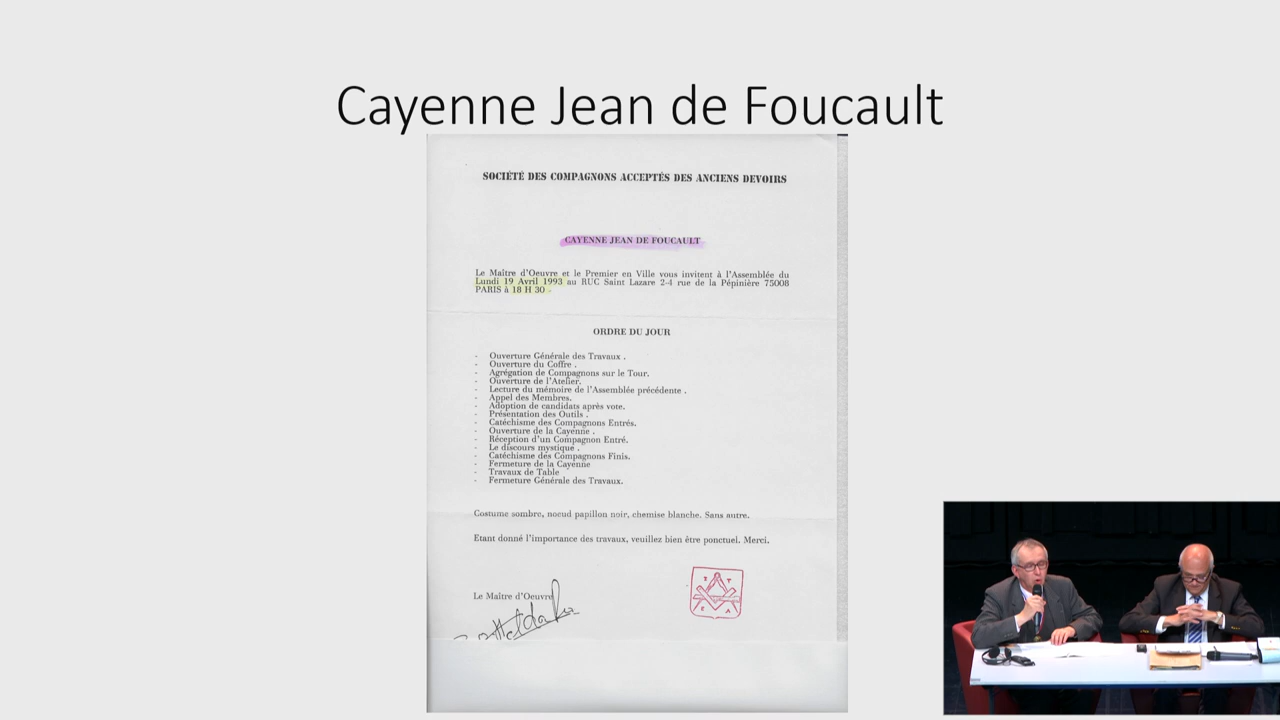 Cayenne Jean de Foucault
SOCIÉTÉ DES COMPAGNONS ACCEPTÉS DES ANCIENS DEVOIRS
CAYENNE JEAN DE FOUCAULT
Le Maître d'Oeuvre et le Premier en Ville vous invitent à l'Assemblée du
Lundi 19 Avril 1993 au RUC Saint Lazare 2-4 rue de la Pépinière 75008
PARIS à 18 H 30 -
ORDRE DU JOUR
- Ouverture Générale des Travaux .
- Ouverture du Coffre .
- Agrégation de Compagnons sur le Tour.
- Ouverture de l'Atelier.
- Lecture du mémoire de l'Assemblée précédente .
- Appel des Membres.
- Adoption de candidats après vote.
- Présentation des Outils .
- Catéchisme des Compagnons Entrés.
- Ouverture de la Cayenne .
- Réception d'un Compagnon Entré.
- Le discours mystique .
- Catéchisme des Compagnons Finis.
- Fermeture de la Cayenne
- Travaux de Table
- Fermeture Générale des Travaux.
Costume sombre, noeud papillon noir, chemise blanche. Sans autre.
Etant donné l'importance des travaux, veuillez bien être ponctuel. Merci.
Le Maître d'Oeuvre